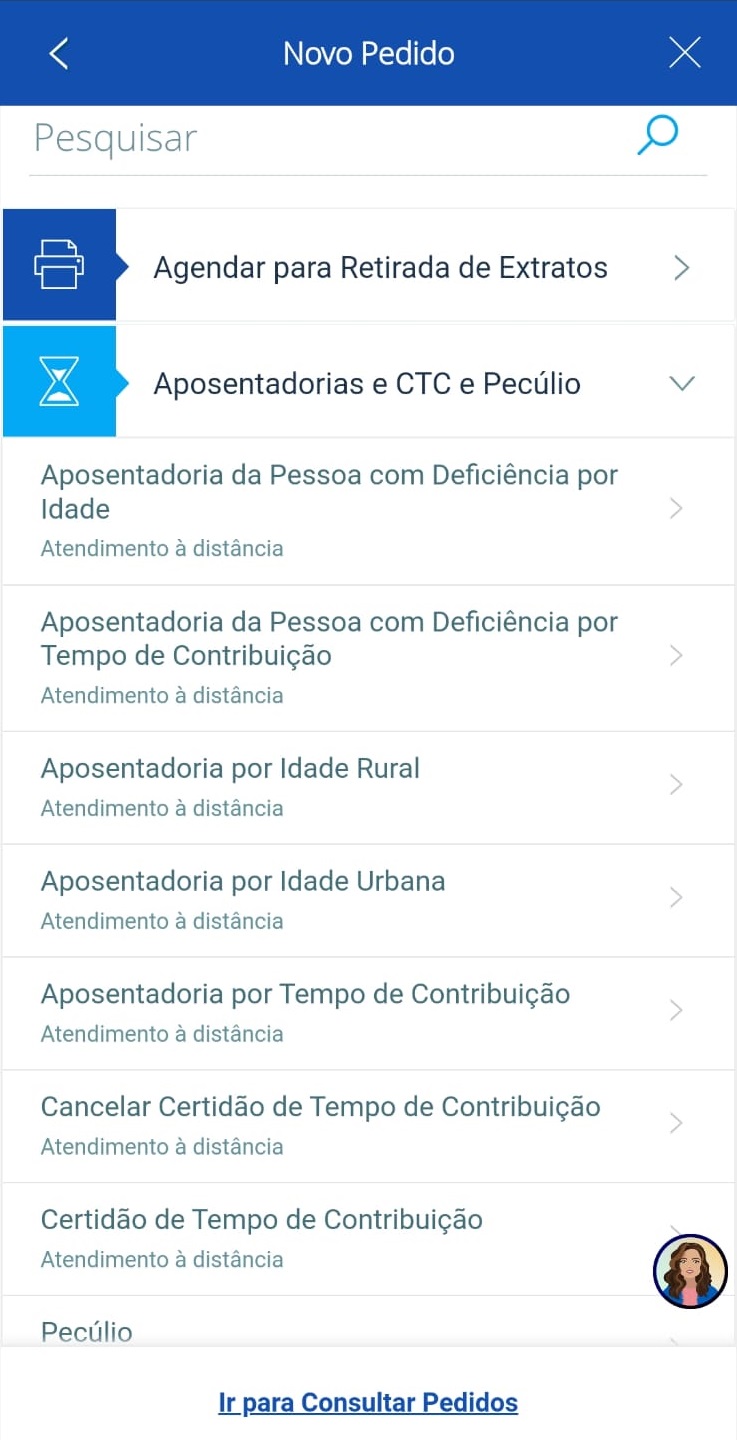 Novo Pedido
Pesquisar
Agendar para Retirada de Extratos
Aposentadorias e CTC e Pecúlio
Aposentadoria da Pessoa com Deficiência por
Idade
Atendimento à distância
Aposentadoria da Pessoa com Deficiência por
Tempo de Contribuição
Atendimento à distância
Aposentadoria por Idade Rural
Atendimento à distância
Aposentadoria por Idade Urbana
Atendimento à distância
Aposentadoria por Tempo de Contribuição
Atendimento à distância
Cancelar Certidão de Tempo de Contribuição
Atendimento à distância
Certidão de Tempo de Contribuição
Atendimento à distância
Pecúlio
Ir para Consultar Pedidos